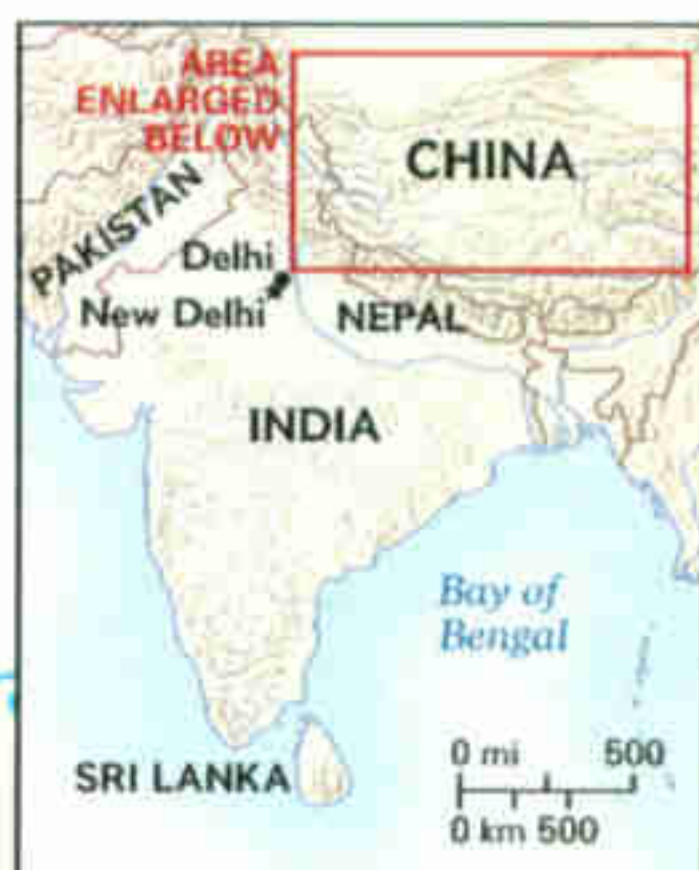 AREA
ENLARGED
BELOW
CHINA
PAKISTAN
Delhi
New Delhi
NEPAL
INDIA
Bay of
Bengal
SRI LANKA
0 mi 500
0 km 500